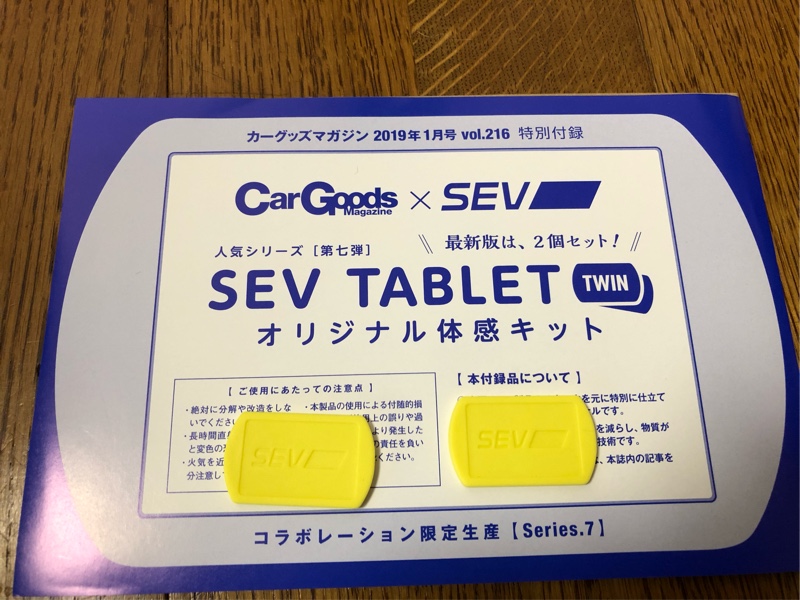 カーグッズマガジン 2019年1月号 vol.216 特別付録
CarGoods Magazine × SEV
人気シリーズ［第七弾］
\\ 最新版は、2個セット! //
SEV TABLET TWIN
オリジナル体感キット
【 ご使用にあたっての注意点 】
・絶対に分解や改造をしな
いでください
・長時間直
と変色の
・火気を近
分注意し
・本製品の使用による付随的損
上の誤りや過
より発生した
の責任を負い
ください。
【 本付録品について 】
を元に特別に仕立て
ルです。
を減らし、物質が
技術です。
は、本誌内の記事を
SEV
SEV
コラボレーション限定生産【Series.7】